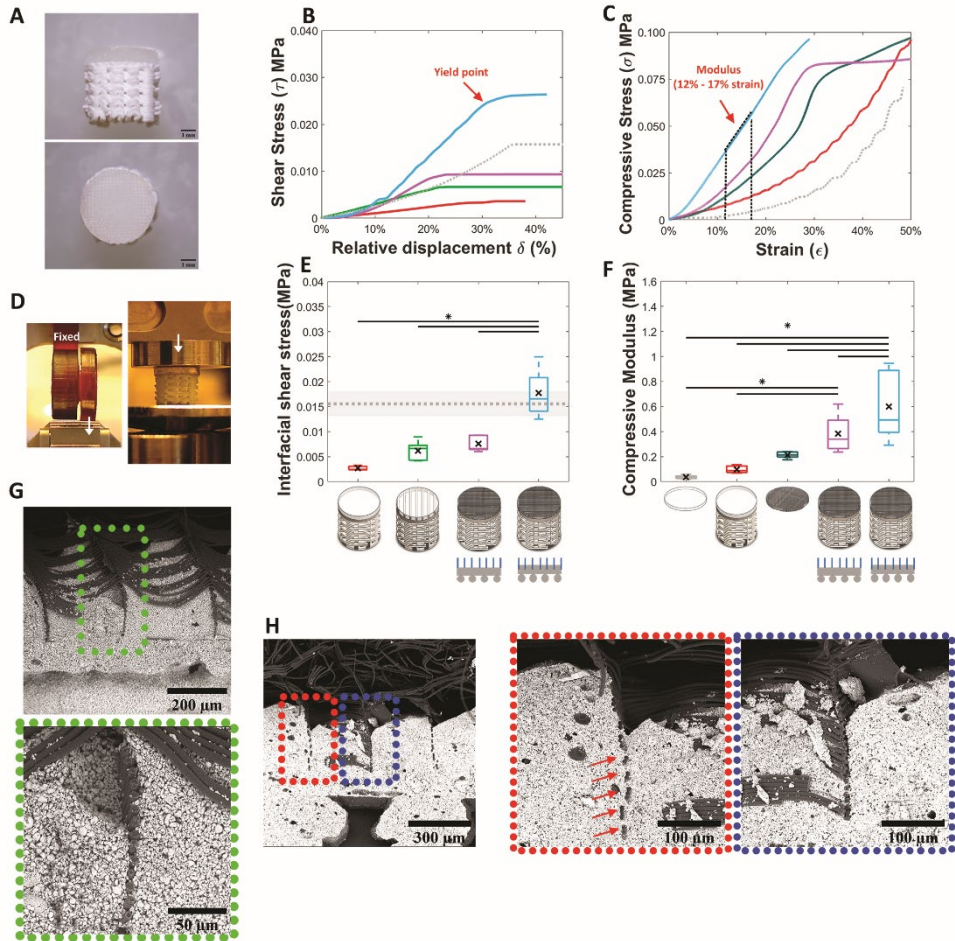 A
1 mm
1 mm
B
Shear Stress (τ) MPa
0.040
0.030
0.020
0.010
0
Yield point
0%
10%
20%
30%
40%
Relative displacement δ (%)
C
Compressive Stress (σ) MPa
0.100
0.075
0.050
0.025
0
Modulus
(12% - 17% strain)
0%
10%
20%
30%
40%
50%
Strain (ϵ)
D
Fixed
E
Interfacial shear stress(MPa)
0.04
0.035
0.03
0.025
0.02
0.015
0.01
0.005
0
*
F
Compressive Modulus (MPa)
1.6
1.4
1.2
1
0.8
0.6
0.4
0.2
0
*
*
G
200 µm
50 µm
H
300 µm
100 µm
100 µm